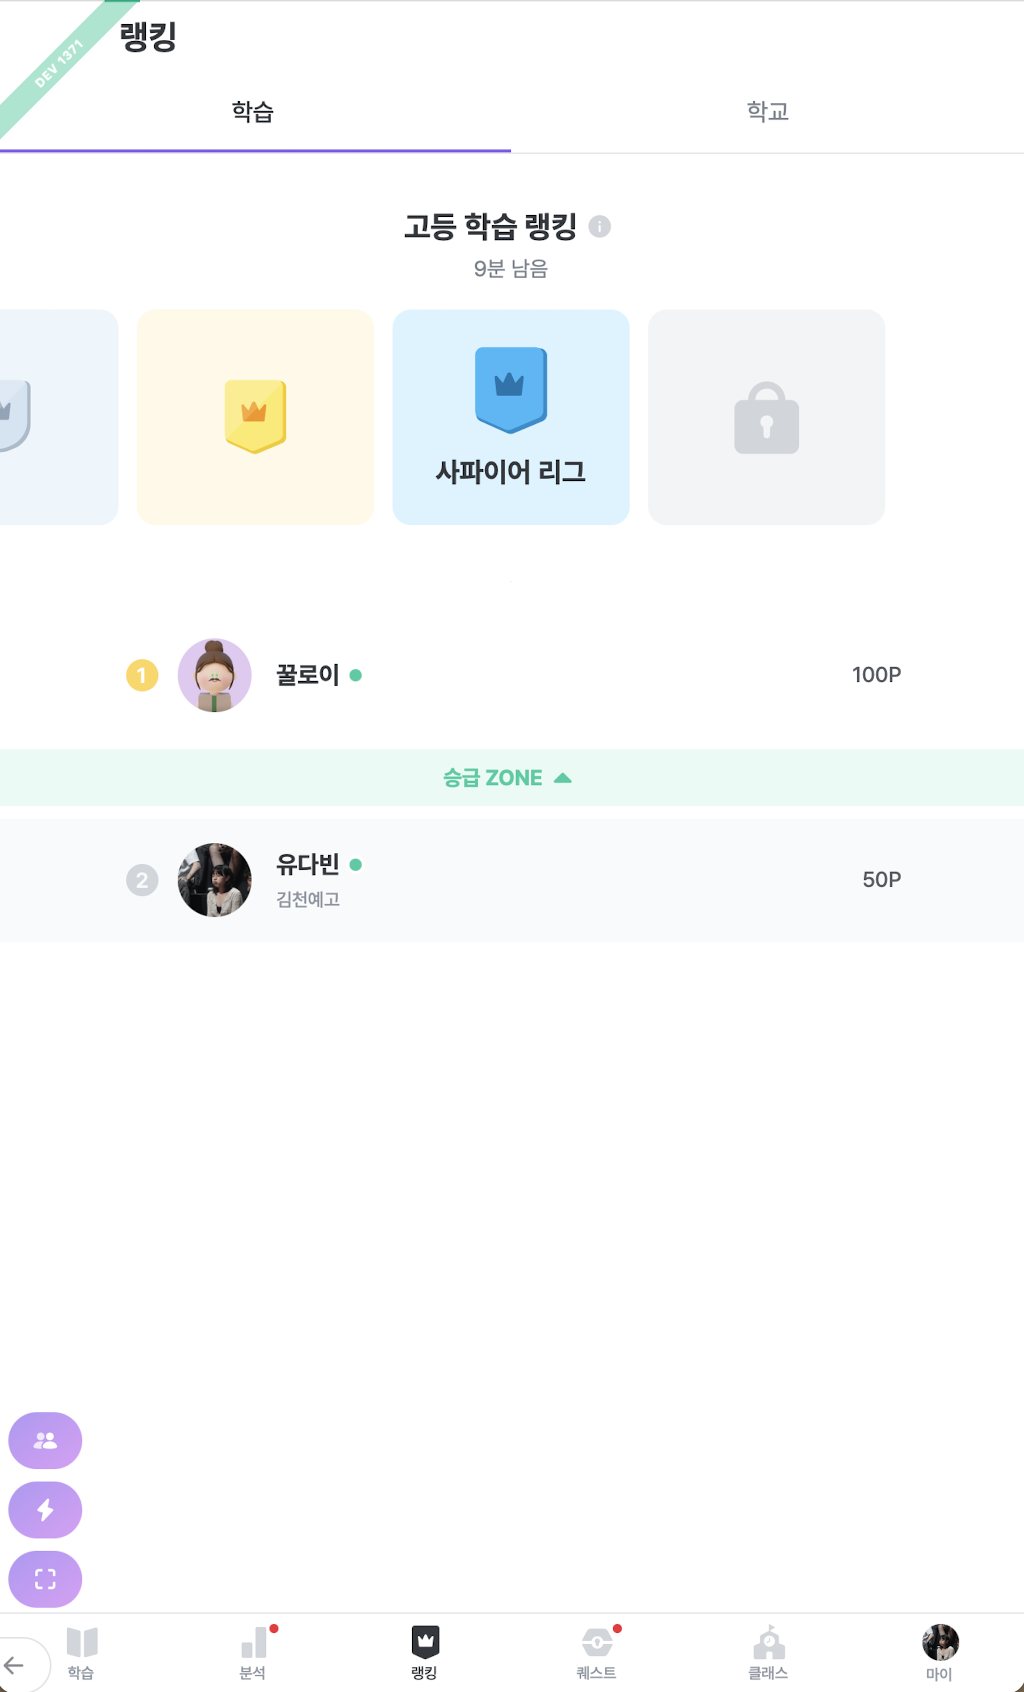 DEV 1371
랭킹
학습
학교
고등 학습 랭킹
9분 남음
사파이어 리그
1
꿀로이
100P
승급 ZONE
2
유다빈
김천예고
50P
학습
분석
랭킹
퀘스트
클래스
마이